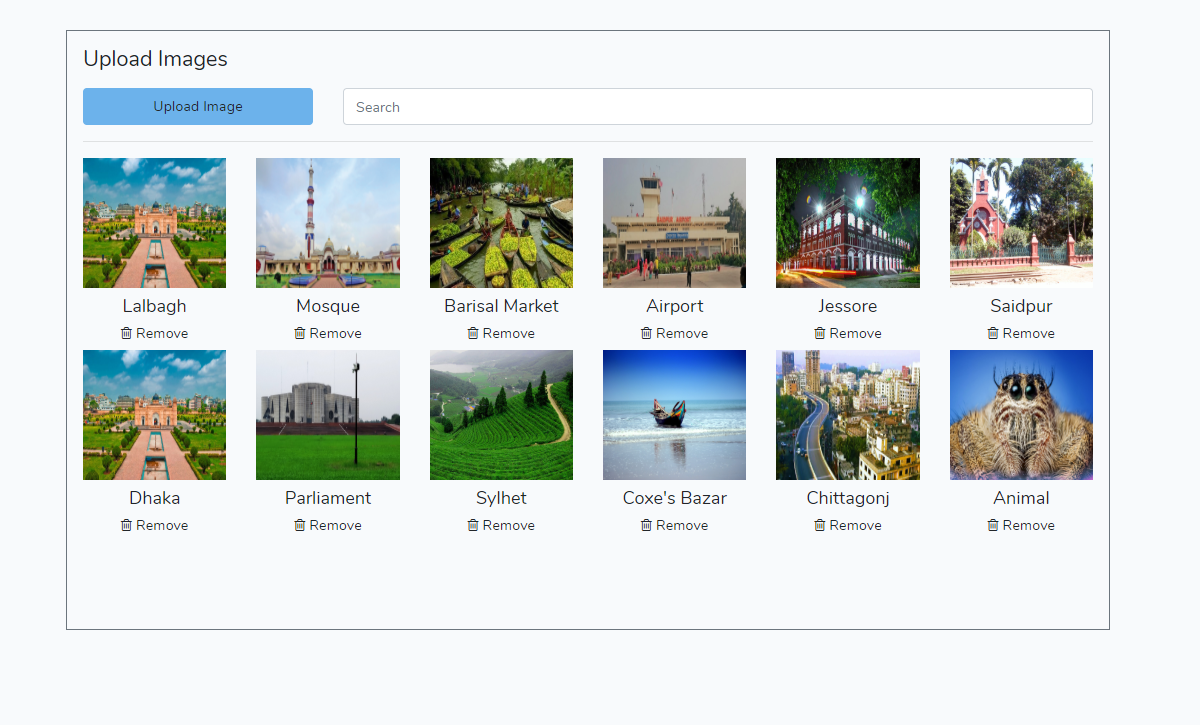 Upload Images
Upload Image
Search
Lalbagh
Mosque
Barisal Market
Airport
Jessore
Saidpur
Remove
Remove
Remove
Remove
Remove
Remove
Dhaka
Parliament
Sylhet
Coxe's Bazar
Chittagonj
Animal
Remove
Remove
Remove
Remove
Remove
Remove